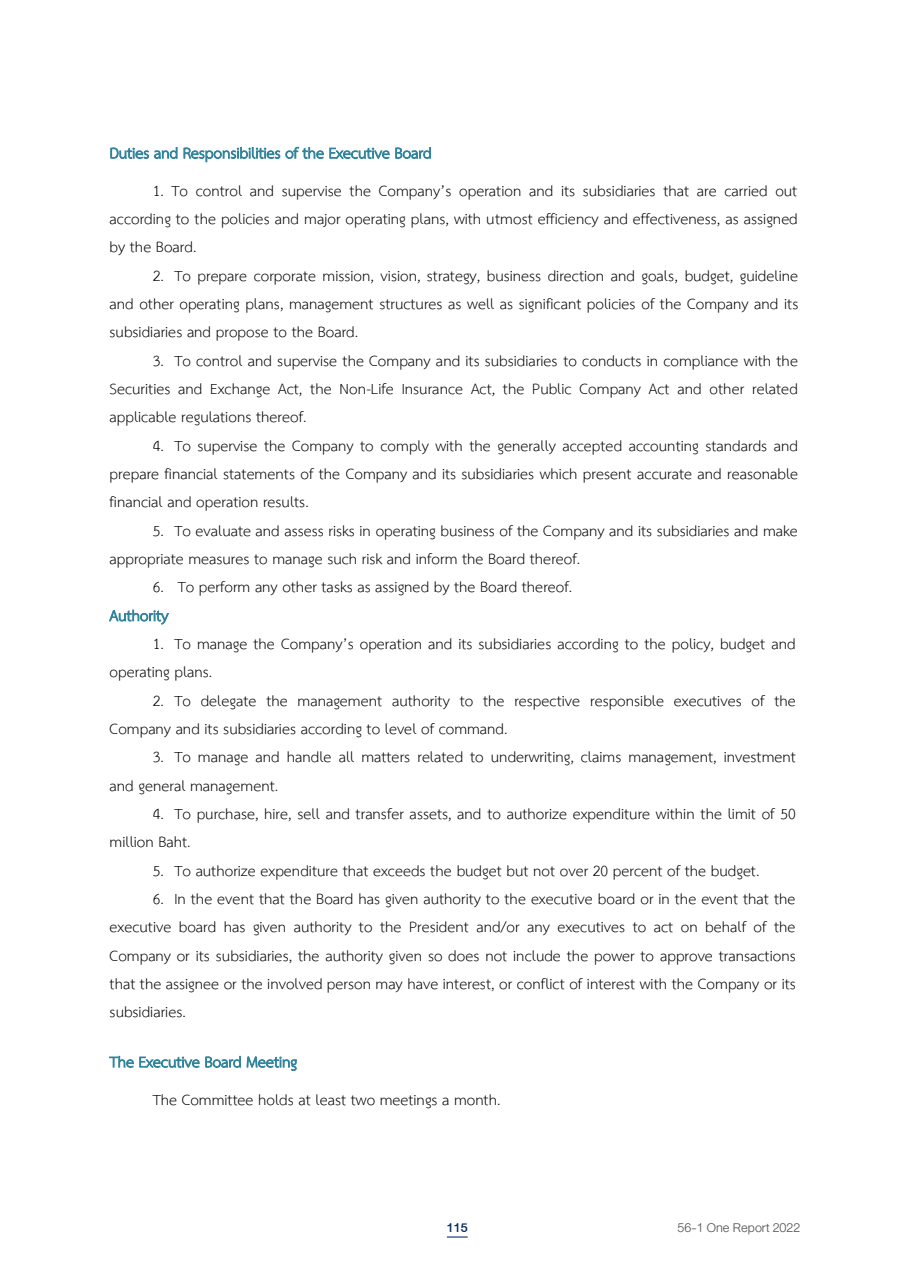 Duties and Responsibilities of the Executive Board
1. To control and supervise the Company's operation and its subsidiaries that are carried out
according to the policies and major operating plans, with utmost efficiency and effectiveness, as assigned
by the Board.
2. To prepare corporate mission, vision, strategy, business direction and goals, budget, guideline
and other operating plans, management structures as well as significant policies of the Company and its
subsidiaries and propose to the Board.
3. To control and supervise the Company and its subsidiaries to conducts in compliance with the
Securities and Exchange Act, the Non-Life Insurance Act, the Public Company Act and other related
applicable regulations thereof.
4. To supervise the Company to comply with the generally accepted accounting standards and
prepare financial statements of the Company and its subsidiaries which present accurate and reasonable
financial and operation results.
5. To evaluate and assess risks in operating business of the Company and its subsidiaries and make
appropriate measures to manage such risk and inform the Board thereof.
6. To perform any other tasks as assigned by the Board thereof.
Authority
1. To manage the Company's operation and its subsidiaries according to the policy, budget and
operating plans.
2. To delegate the management authority to the respective responsible executives of the
Company and its subsidiaries according to level of command.
3. To manage and handle all matters related to underwriting, claims management, investment
and general management.
4. To purchase, hire, sell and transfer assets, and to authorize expenditure within the limit of 50
million Baht.
5. To authorize expenditure that exceeds the budget but not over 20 percent of the budget.
6. In the event that the Board has given authority to the executive board or in the event that the
executive board has given authority to the President and/or any executives to act on behalf of the
Company or its subsidiaries, the authority given so does not include the power to approve transactions
that the assignee or the involved person may have interest, or conflict of interest with the Company or its
subsidiaries.
The Executive Board Meeting
The Committee holds at least two meetings a month.
115
56-1 One Report 2022